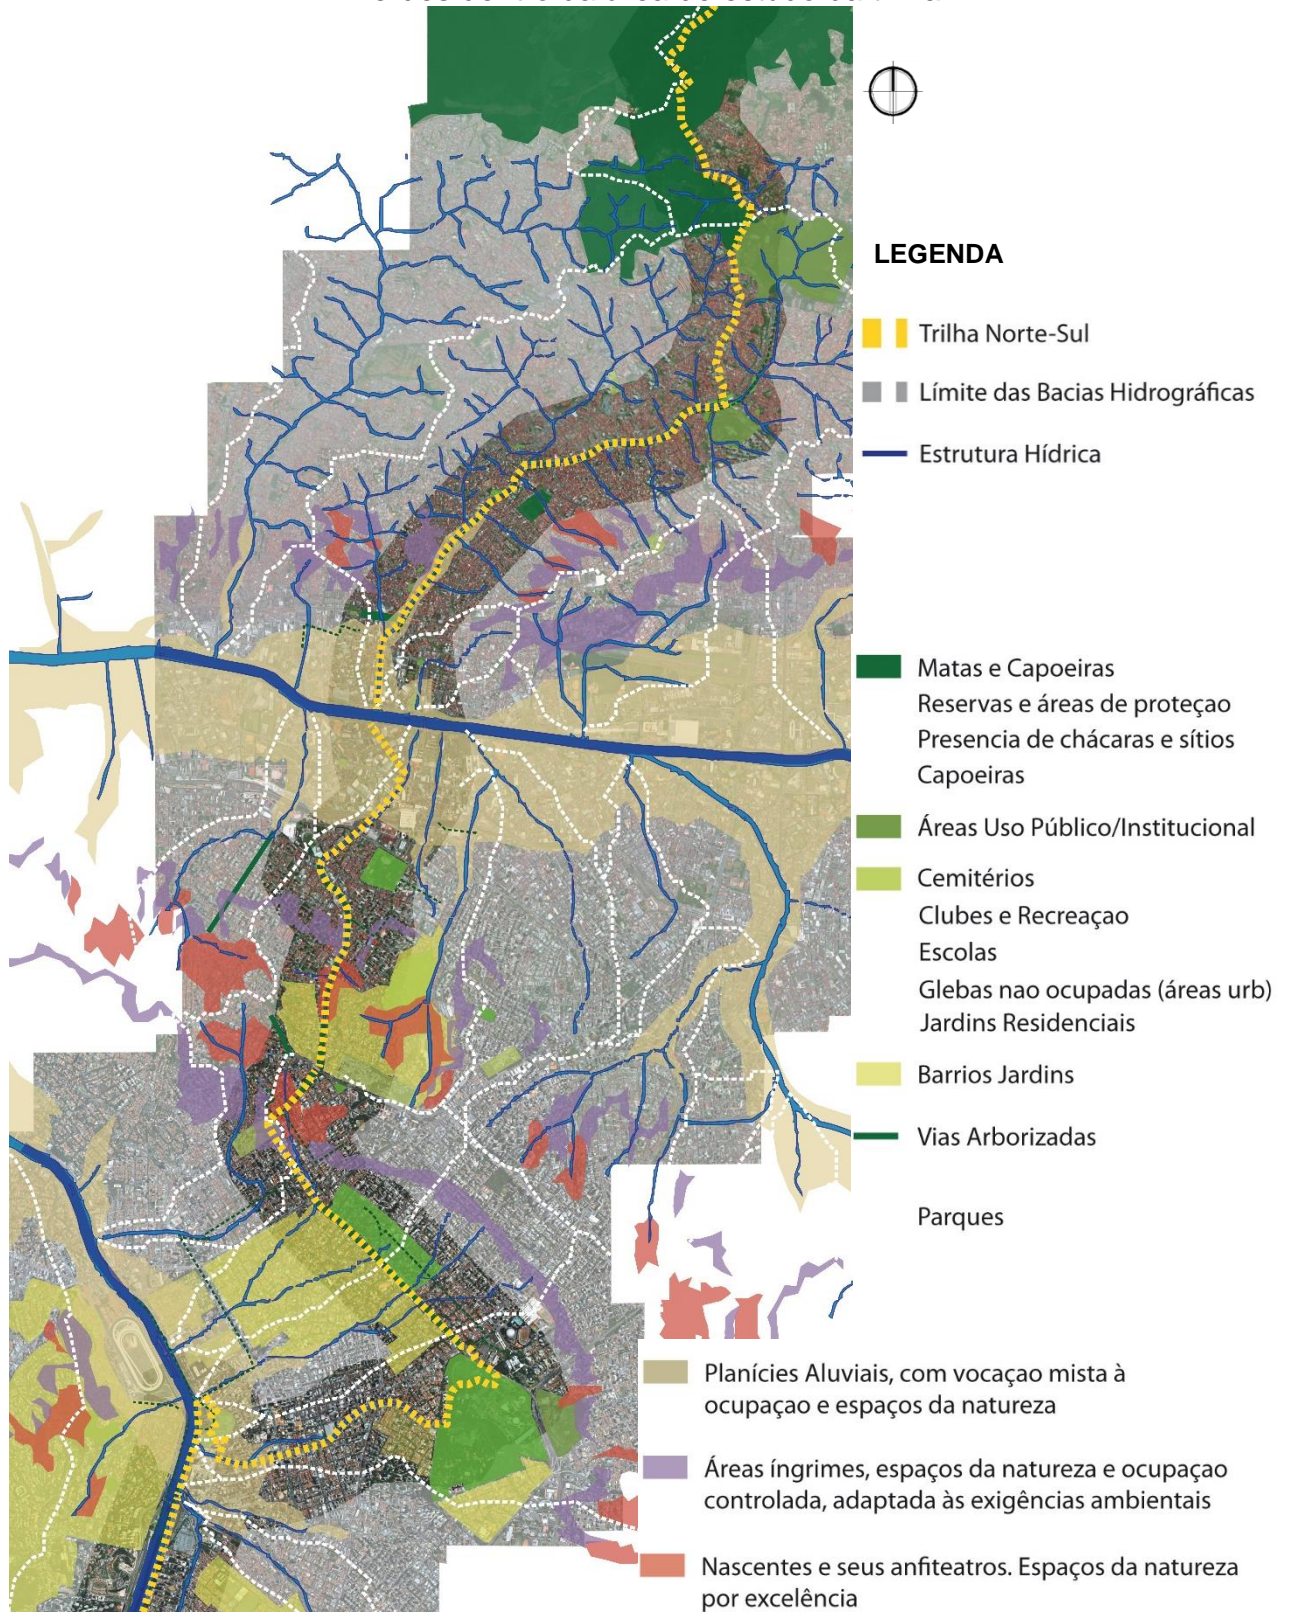 LEGENDA
Trilha Norte-Sul
Límite das Bacias Hidrográficas
Estrutura Hídrica
Matas e Capoeiras
Reservas e áreas de proteçao
Presencia de chácaras e sítios
Capoeiras
Áreas Uso Público/Institucional
Cemitérios
Clubes e Recreaçao
Escolas
Glebas nao ocupadas (áreas urb)
Jardins Residenciais
Barrios Jardins
Vias Arborizadas
Parques
Planícies Aluviais, com vocaçao mista à
ocupaçao e espaços da natureza
Áreas íngrimes, espaços da natureza e ocupaçao
controlada, adaptada às exigências ambientais
Nascentes e seus anfiteatros. Espaços da natureza
por excelência